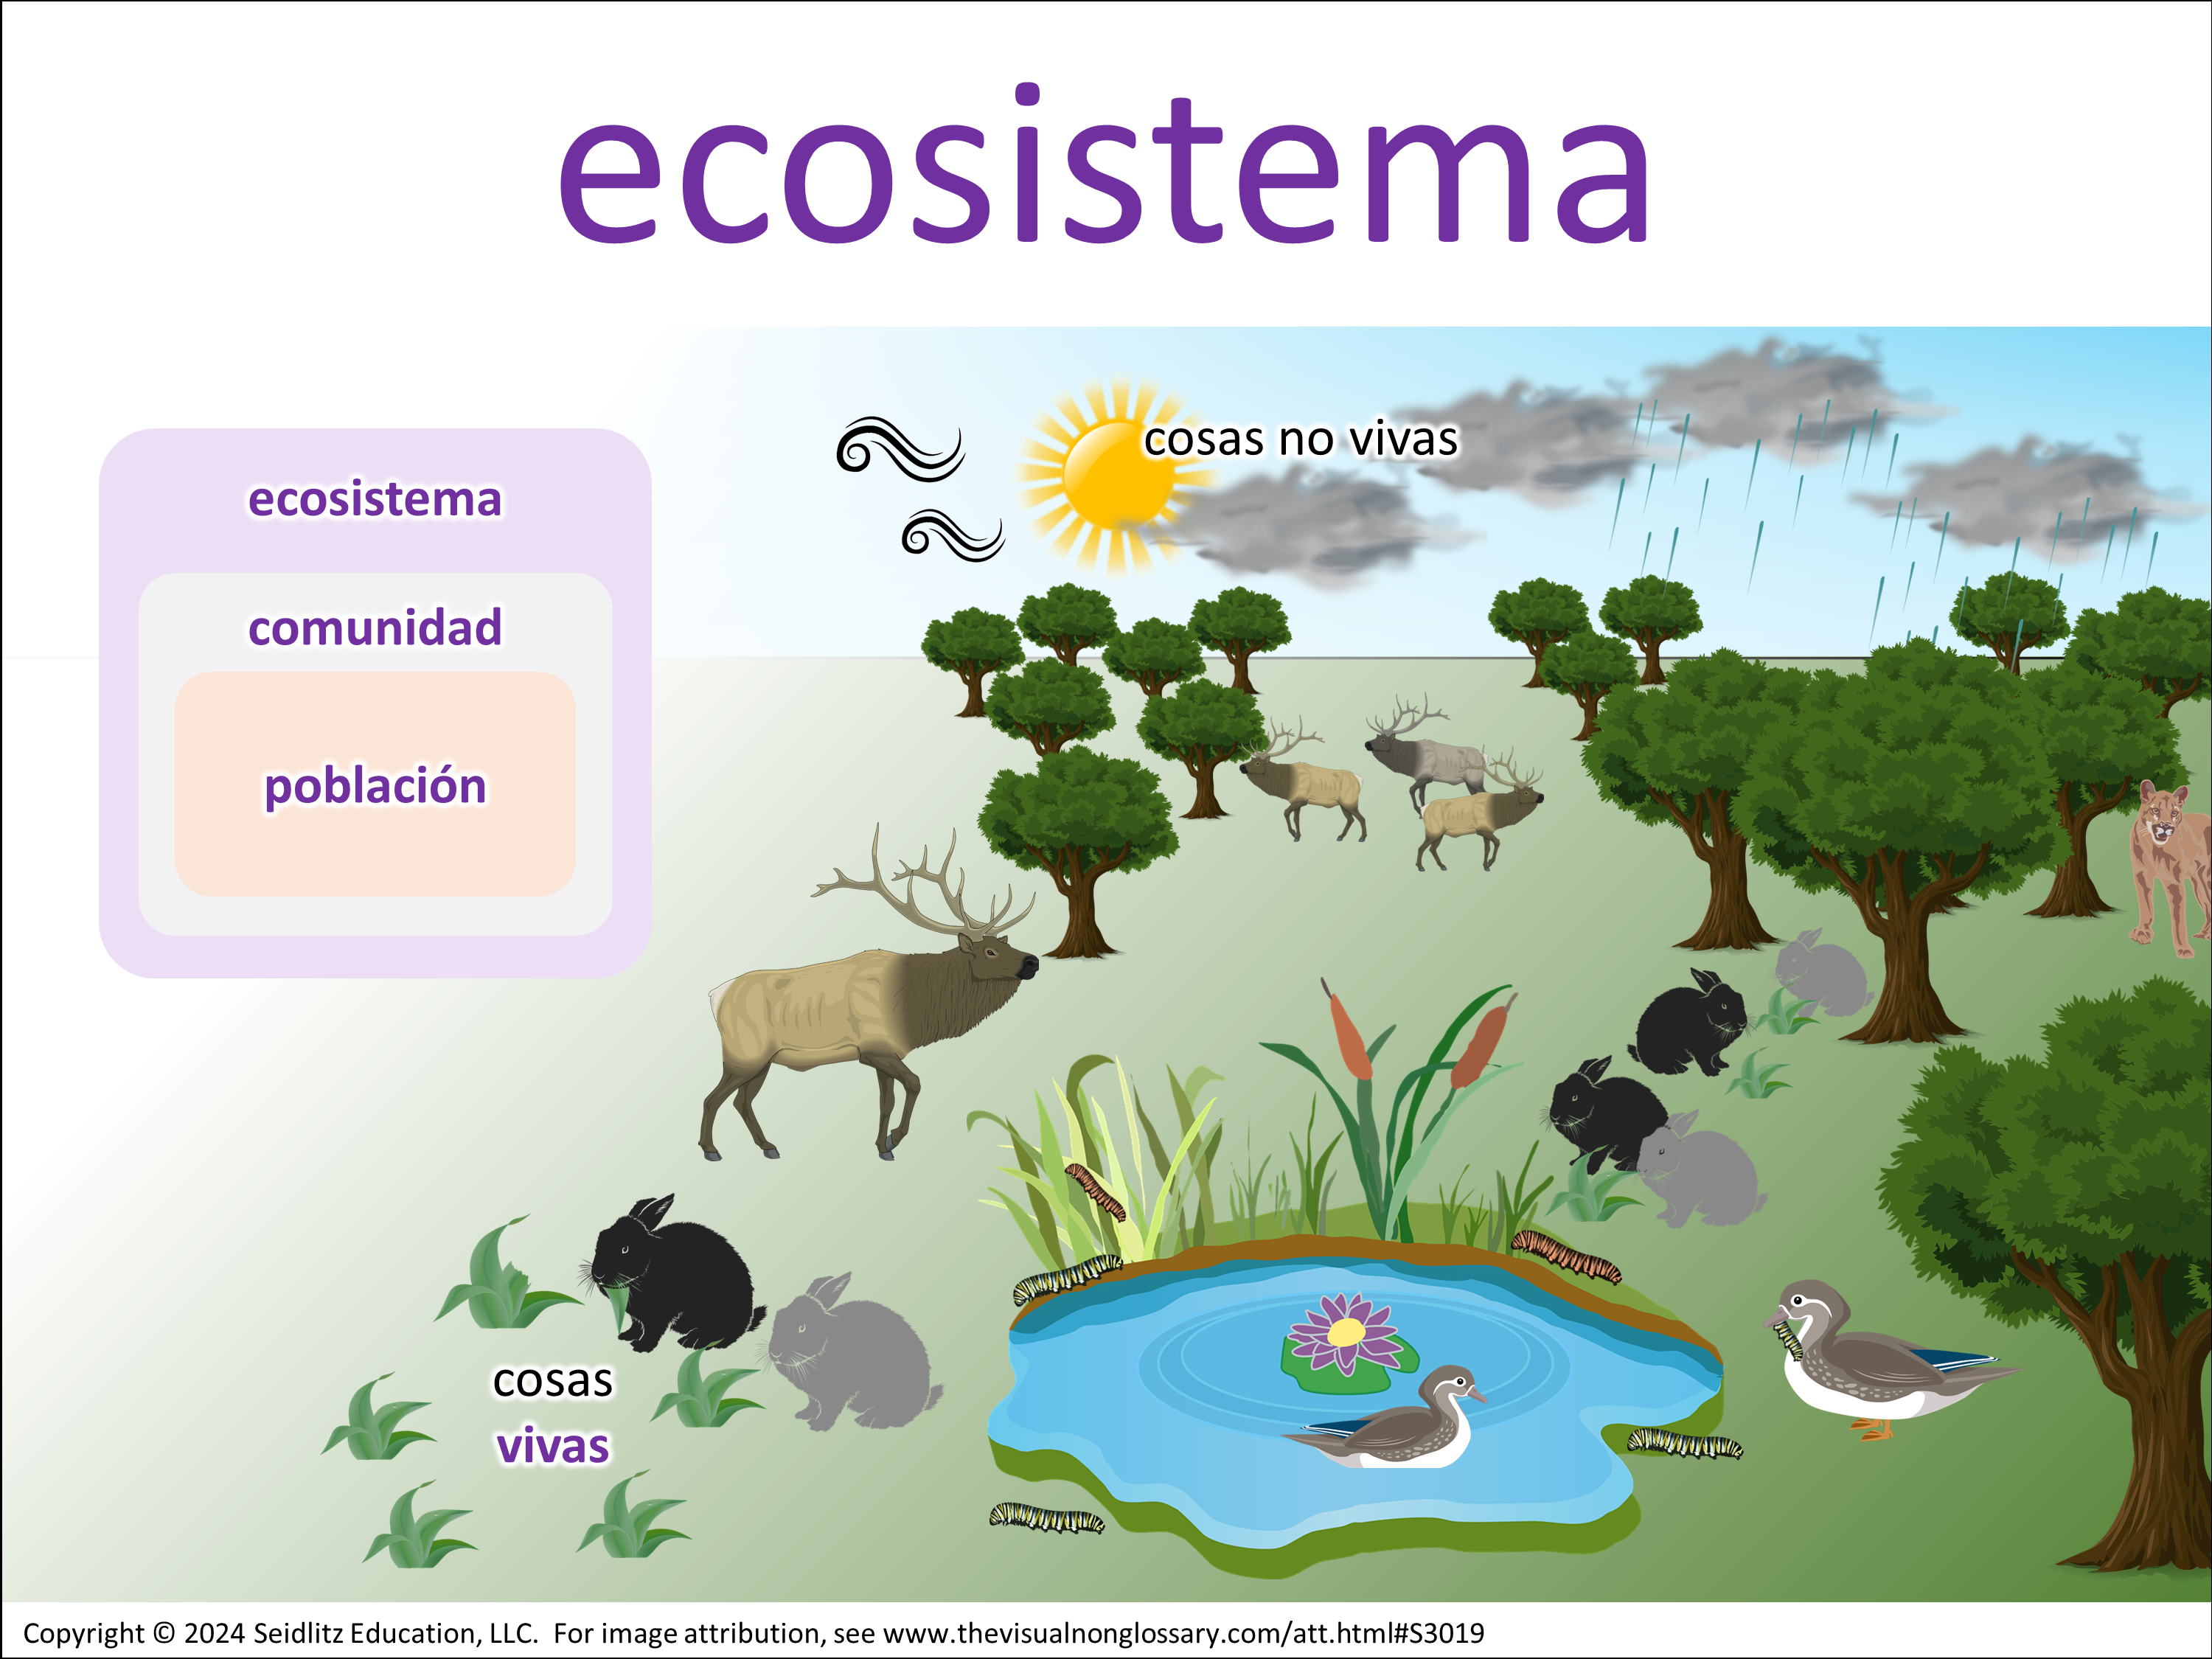 ecosistema
ecosistema
comunidad
población
cosas no vivas
cosas
vivas
Copyright © 2024 Seidlitz Education, LLC.  For image attribution, see www.thevisualnonglossary.com/att.html#S3019